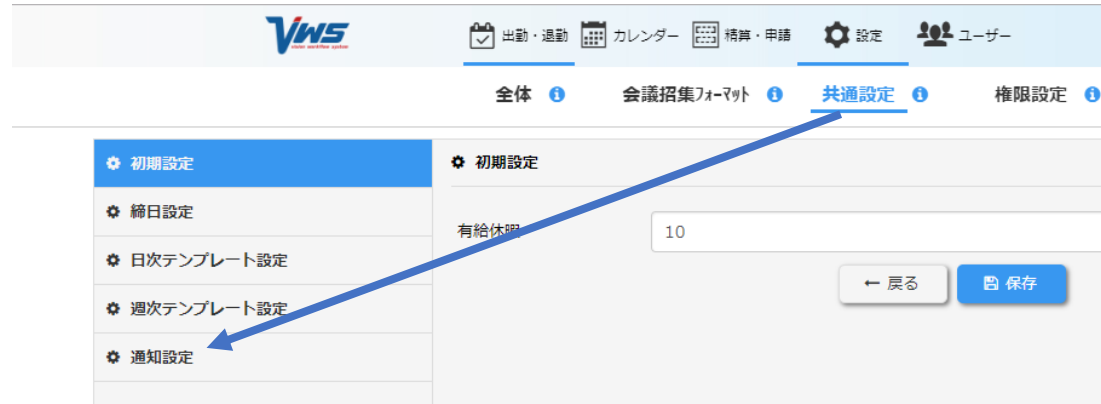 VWS
vision workflow system
出勤・退勤 カレンダー 精算・申請 設定 ユーザー
全体 会議招集ﾌｫｰﾏｯﾄ 共通設定 権限設定
初期設定
締日設定
日次テンプレート設定
週次テンプレート設定
通知設定
初期設定
有給休暇
10
← 戻る 保存